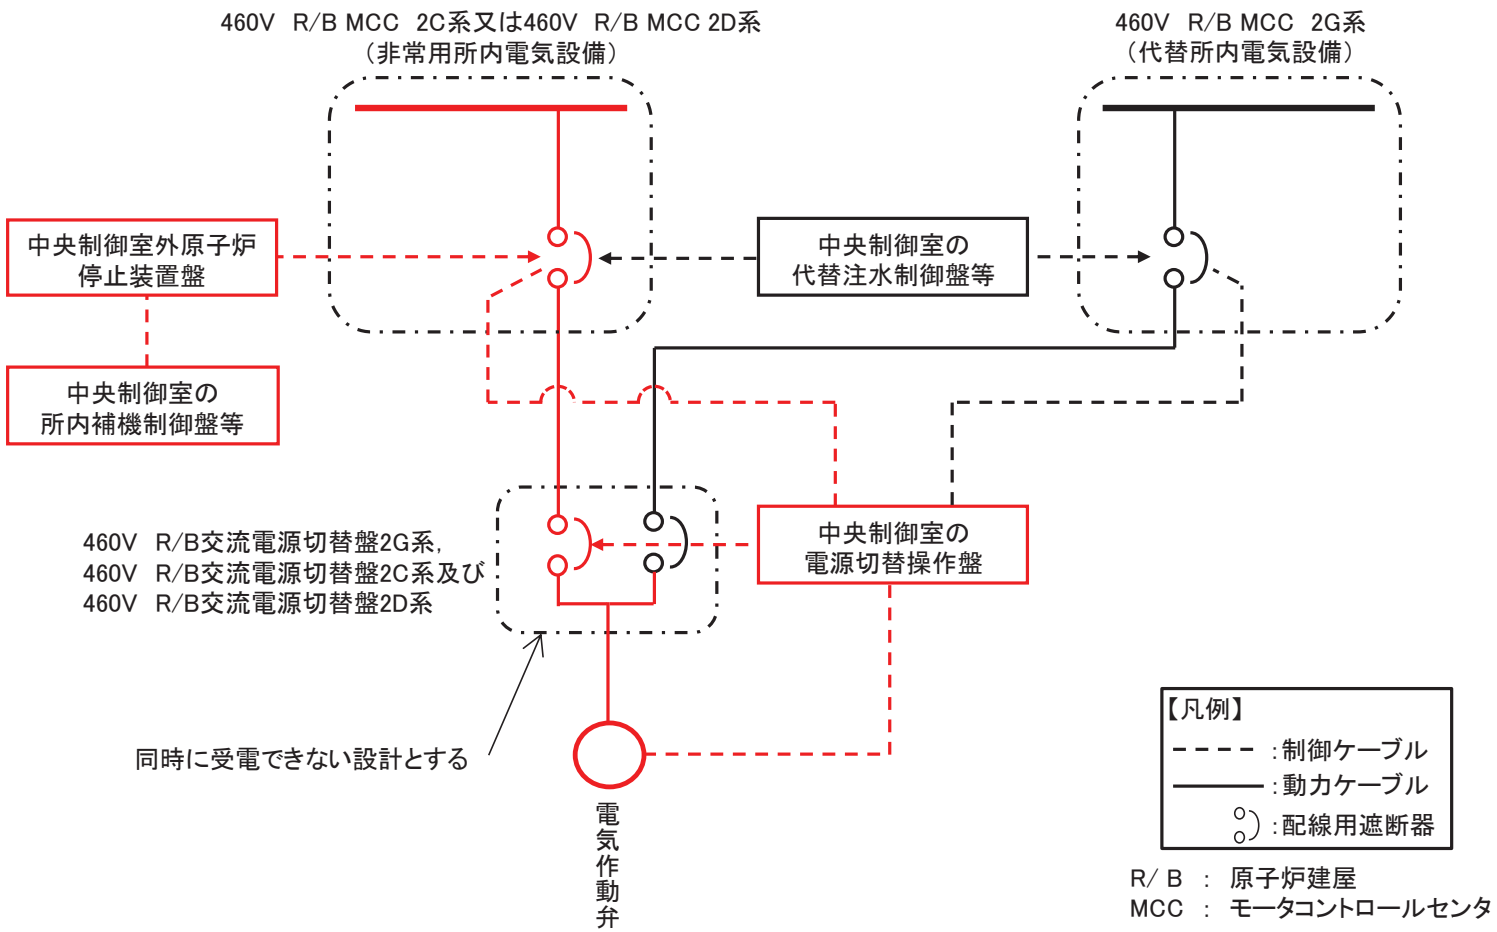 460V R/B MCC 2C系又は460V R/B MCC 2D系
（非常用所内電気設備）
460V R/B MCC 2G系
（代替所内電気設備）
中央制御室外原子炉
停止装置盤
中央制御室の
代替注水制御盤等
中央制御室の
所内補機制御盤等
460V R/B交流電源切替盤2G系，
460V R/B交流電源切替盤2C系及び
460V R/B交流電源切替盤2D系
中央制御室の
電源切替操作盤
同時に受電できない設計とする
電気作動弁
【凡例】
：制御ケーブル
：動力ケーブル
：配線用遮断器
R/B ： 原子炉建屋
MCC ： モータコントロールセンタ